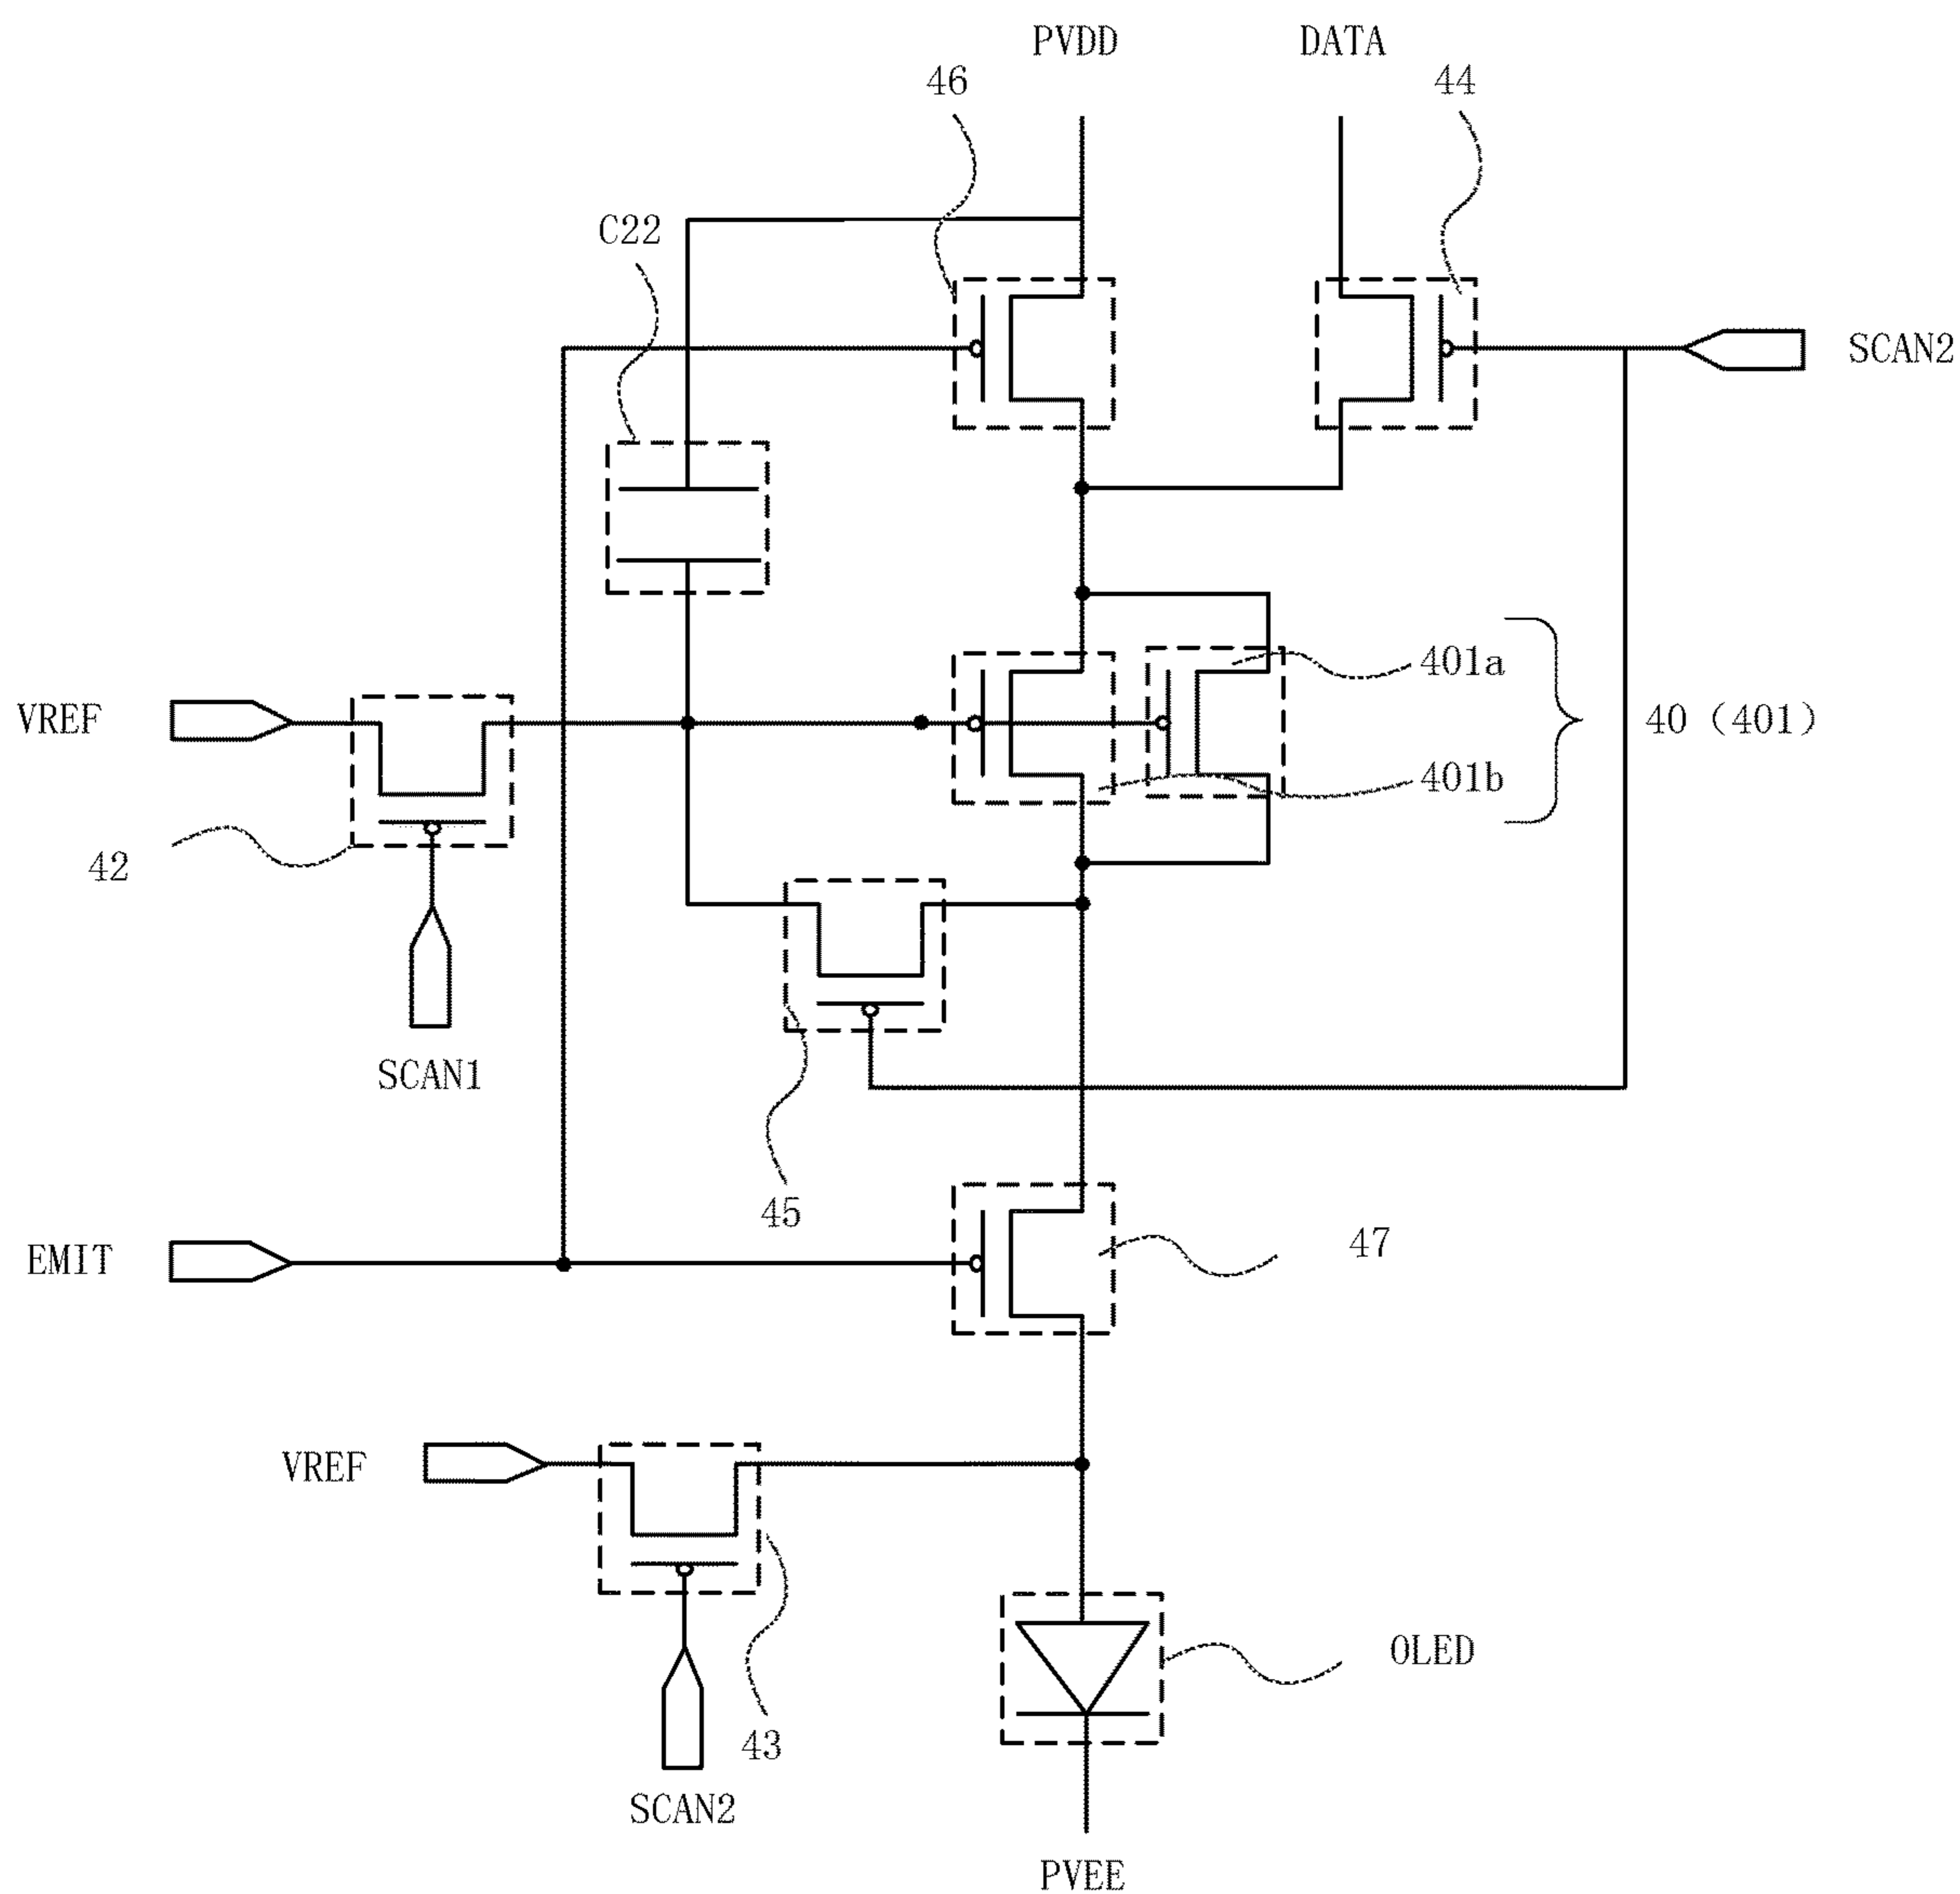 PVDD
DATA
46
44
C22
SCAN2
401a
VREF
40 (401)
401b
42
SCAN1
45
EMIT
47
VREF
OLED
43
SCAN2
PVEE